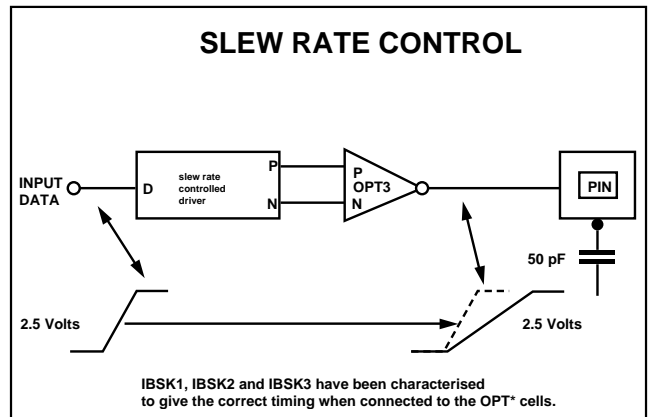 SLEW RATE CONTROL
INPUT
DATA
D
slew rate
controlled
driver
P
N
P
OPT3
N
PIN
50 pF
2.5 Volts
2.5 Volts
IBSK1, IBSK2 and IBSK3 have been characterised
to give the correct timing when connected to the OPT* cells.